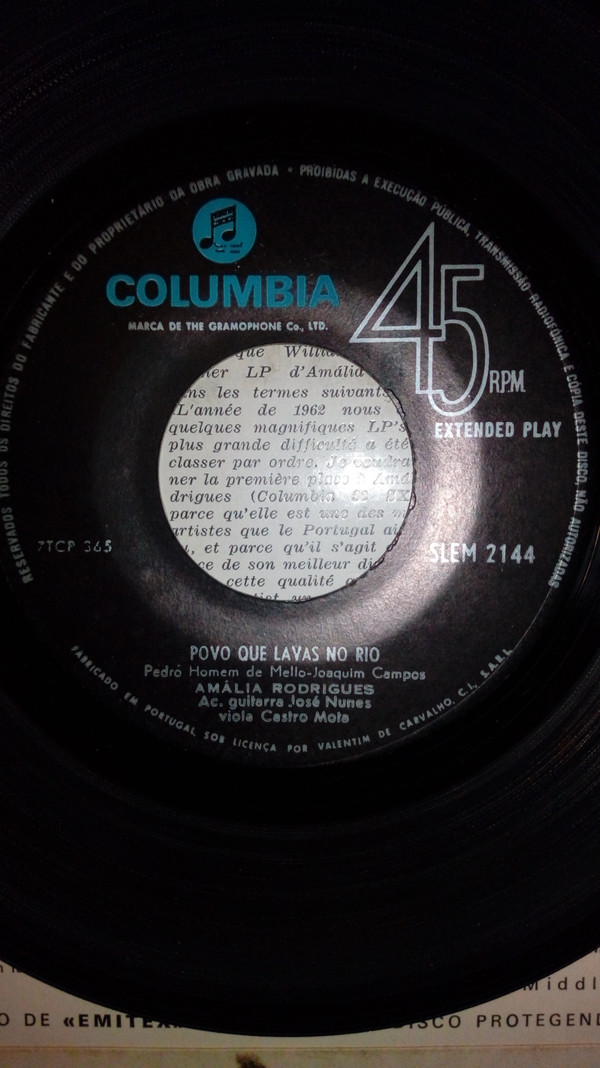 RESERVADOS TODOS OS DIREITOS DO FABRICANTE E DO PROPRIETÁRIO DA OBRA GRAVADA • PROIBIDAS A EXECUÇÃO PÚBLICA, TRANSMISSÃO RADIOFÓNICA E CÓPIA DESTE DISCO, NÃO AUTORIZADAS
COLUMBIA
MARCA DE THE GRAMOPHONE Co., LTD.
45 RPM
EXTENDED PLAY
que Willia
LP d'Amália
les termes suivants
"L'année de 1962 nous
quelques magnifiques LP's
plus grande difficulté a été
classer par ordre. Je
ner la première place à
drigues (Columbia
parce qu'elle est une des
artistes que le Portugal
, et parce qu'il s'agit
ce de son meilleur
cette qualité
7TCP 365
SLEM 2144
POVO QUE LAVAS NO RIO
Pedro Homem de Mello-Joaquim Campos
AMÁLIA RODRIGUES
Ac. guitarra José Nunes
viola Castro Mota
FABRICADO EM PORTUGAL SOB LICENÇA POR VALENTIM DE CARVALHO, C.I., S.A.R.L.
Middl
O DE «EMITEX» DISCO PROTEGEND